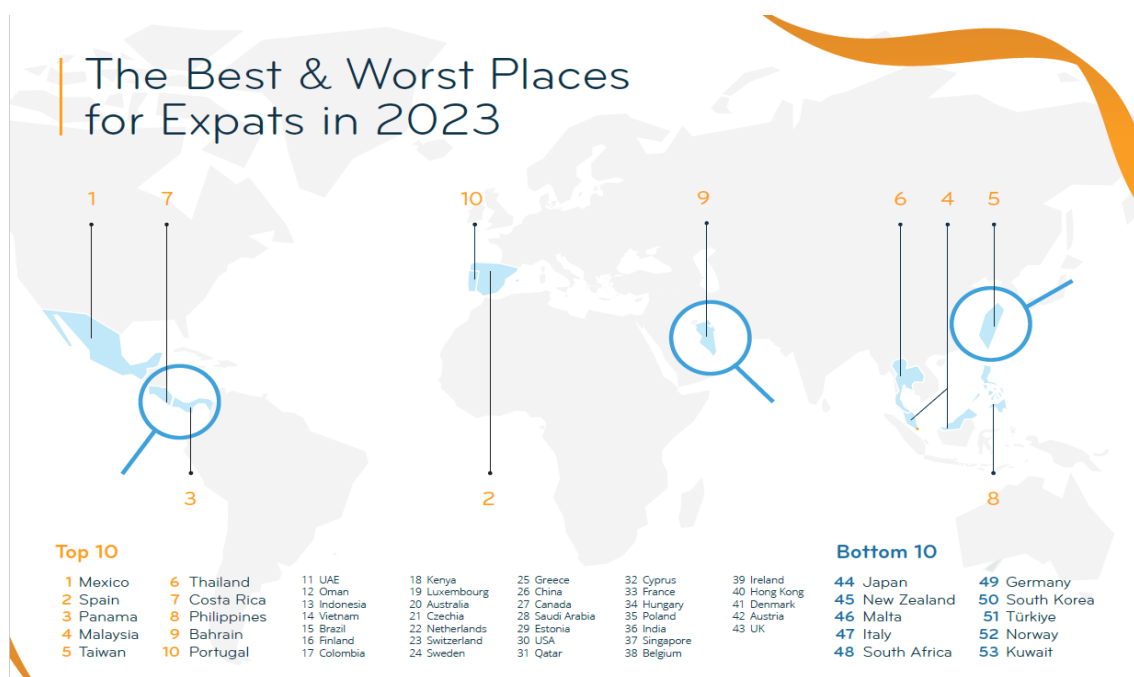 The Best & Worst Places
for Expats in 2023
1
7
10
9
6
4
5
3
2
8
Top 10
1 Mexico
2 Spain
3 Panama
4 Malaysia
5 Taiwan
6 Thailand
7 Costa Rica
8 Philippines
9 Bahrain
10 Portugal
11 UAE
12 Oman
13 Indonesia
14 Vietnam
15 Brazil
16 Finland
17 Colombia
18 Kenya
19 Luxembourg
20 Australia
21 Czechia
22 Netherlands
23 Switzerland
24 Sweden
25 Greece
26 China
27 Canada
28 Saudi Arabia
29 Estonia
30 USA
31 Qatar
32 Cyprus
33 France
34 Hungary
35 Poland
36 India
37 Singapore
38 Belgium
39 Ireland
40 Hong Kong
41 Denmark
42 Austria
43 UK
Bottom 10
44 Japan
45 New Zealand
46 Malta
47 Italy
48 South Africa
49 Germany
50 South Korea
51 Türkiye
52 Norway
53 Kuwait